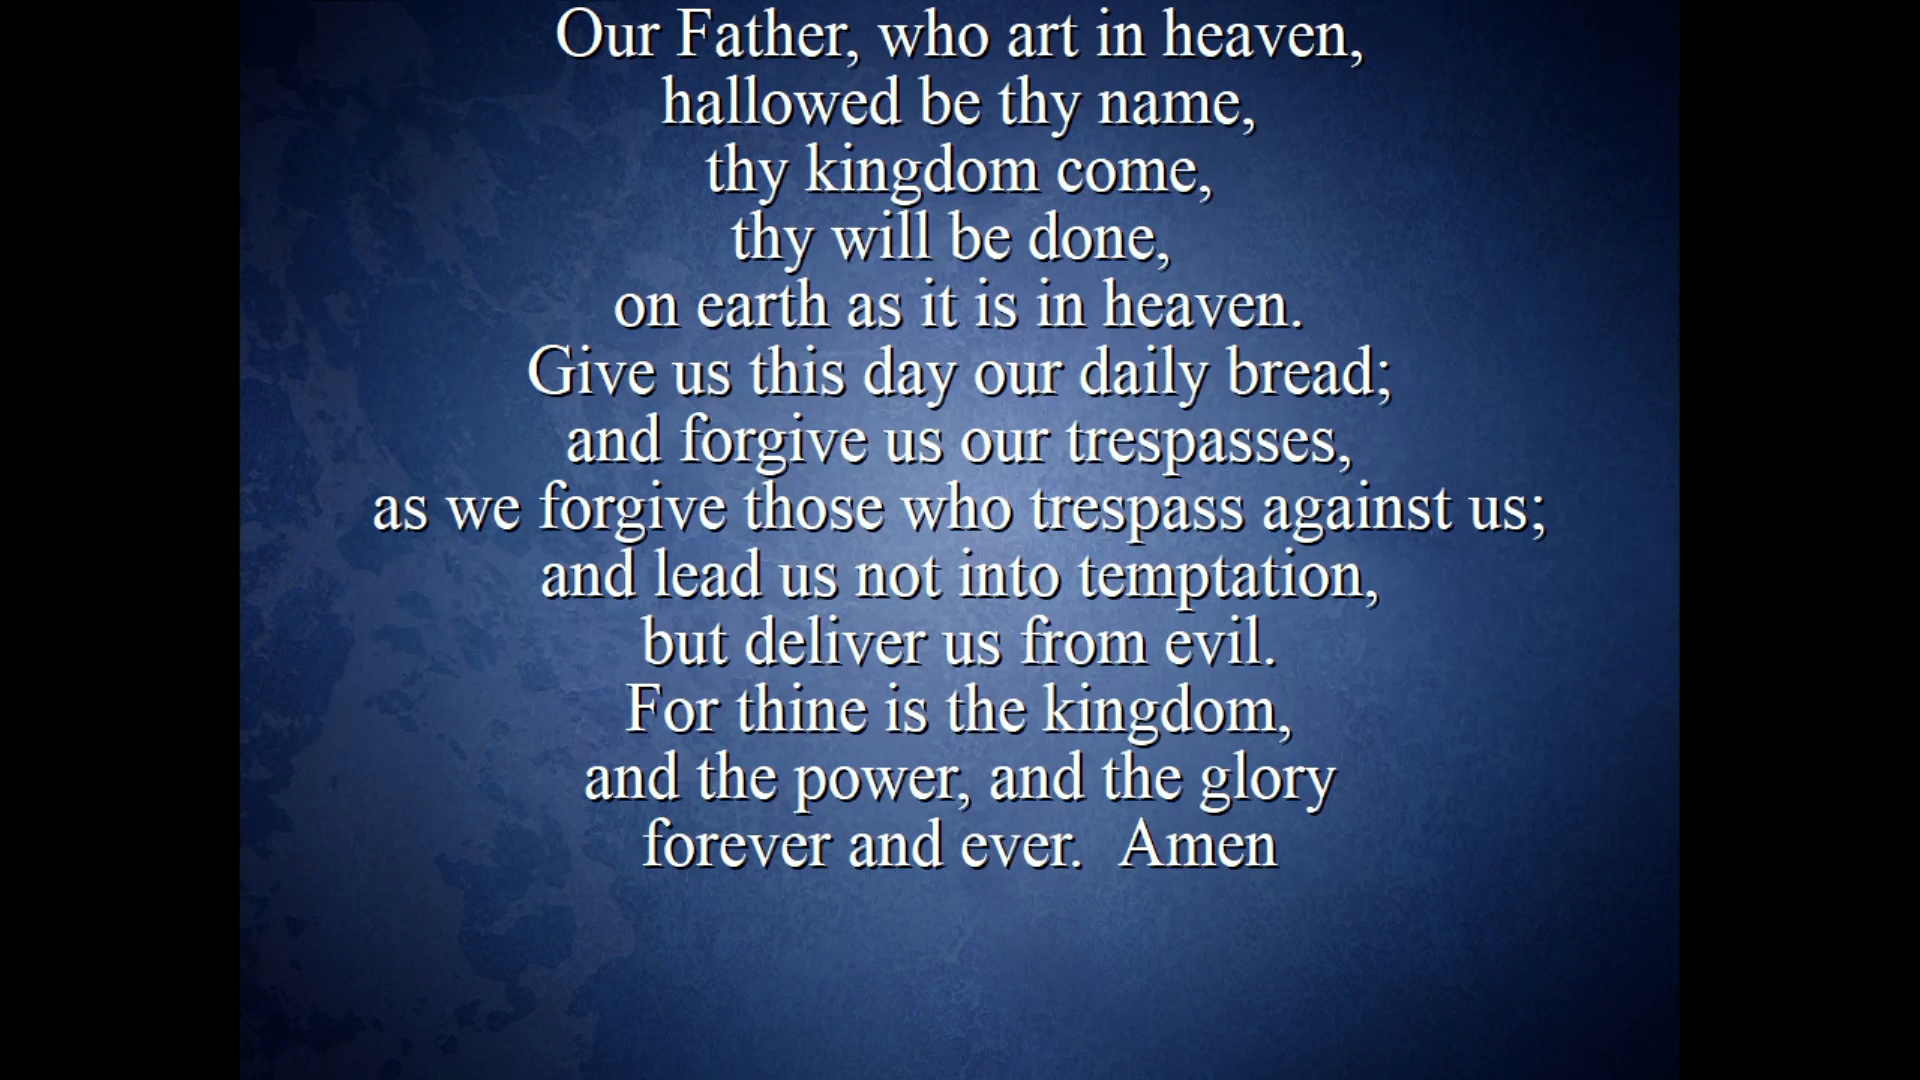 Our Father, who art in heaven,
hallowed be thy name,
thy kingdom come,
thy will be done,
on earth as it is in heaven.
Give us this day our daily bread;
and forgive us our trespasses,
as we forgive those who trespass against us;
and lead us not into temptation,
but deliver us from evil.
For thine is the kingdom,
and the power, and the glory
forever and ever.  Amen